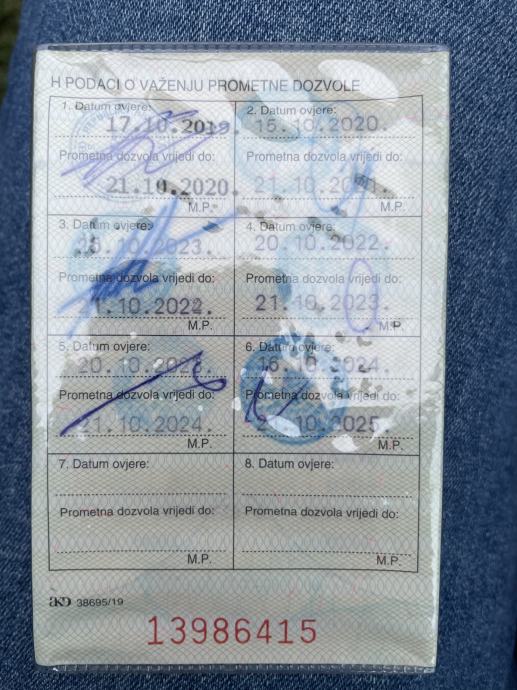 H PODACI O VAŽENJU PROMETNE DOZVOLE
1. Datum ovjere:
17.10.2019
Prometna dozvola vrijedi do:
21.10.2020.
M.P.
2. Datum ovjere:
15.10.2020.
Prometna dozvola vrijedi do:
M.P.
3. Datum ovjere:
Prometna dozvola vrijedi do:
M.P.
4. Datum ovjere:
20.10.2022.
Prometna dozvola vrijedi do:
21.10.2023.
M.P.
5. Datum ovjere:
Prometna dozvola vrijedi do:
21.10.2024.
M.P.
6. Datum ovjere:
16.10.2024.
Prometna dozvola vrijedi do:
M.P.
7. Datum ovjere:
Prometna dozvola vrijedi do:
M.P.
8. Datum ovjere:
Prometna dozvola vrijedi do:
M.P.
AKD 38695/19
13986415